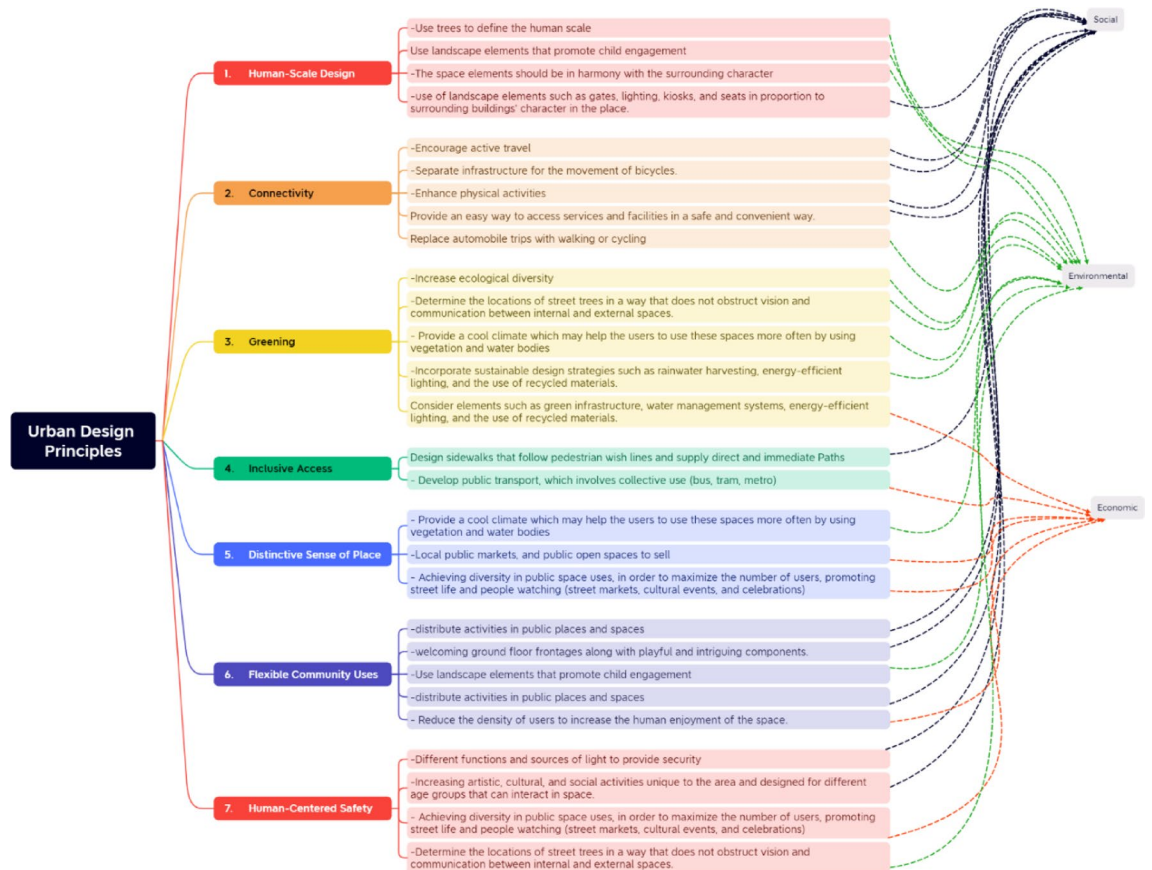 Social
-Use trees to define the human scale
Use landscape elements that promote child engagement
1. Human-Scale Design
-The space elements should be in harmony with the surrounding character
-use of landscape elements such as gates, lighting, kiosks, and seats in proportion to
surrounding buildings' character in the place.
-Encourage active travel
-Separate infrastructure for the movement of bicycles.
2. Connectivity
-Enhance physical activities
Provide an easy way to access services and facilities in a safe and convenient way.
Replace automobile trips with walking or cycling
Environmental
-Increase ecological diversity
-Determine the locations of street trees in a way that does not obstruct vision and
communication between internal and external spaces.
3. Greening
- Provide a cool climate which may help the users to use these spaces more often by using
vegetation and water bodies
-Incorporate sustainable design strategies such as rainwater harvesting, energy-efficient
lighting, and the use of recycled materials.
Consider elements such as green infrastructure, water management systems, energy-efficient
lighting, and the use of recycled materials.
Urban Design
Principles
4. Inclusive Access
Design sidewalks that follow pedestrian wish lines and supply direct and immediate Paths
- Develop public transport, which involves collective use (bus, tram, metro)
Economic
- Provide a cool climate which may help the users to use these spaces more often by using
vegetation and water bodies
5. Distinctive Sense of Place
-Local public markets, and public open spaces to sell
- Achieving diversity in public space uses, in order to maximize the number of users, promoting
street life and people watching (street markets, cultural events, and celebrations)
-distribute activities in public places and spaces
-welcoming ground floor frontages along with playful and intriguing components.
6. Flexible Community Uses
-Use landscape elements that promote child engagement
-distribute activities in public places and spaces
- Reduce the density of users to increase the human enjoyment of the space.
-Different functions and sources of light to provide security
-Increasing artistic, cultural, and social activities unique to the area and designed for different
age groups that can interact in space.
7. Human-Centered Safety
- Achieving diversity in public space uses, in order to maximize the number of users, promoting
street life and people watching (street markets, cultural events, and celebrations)
-Determine the locations of street trees in a way that does not obstruct vision and
communication between internal and external spaces.